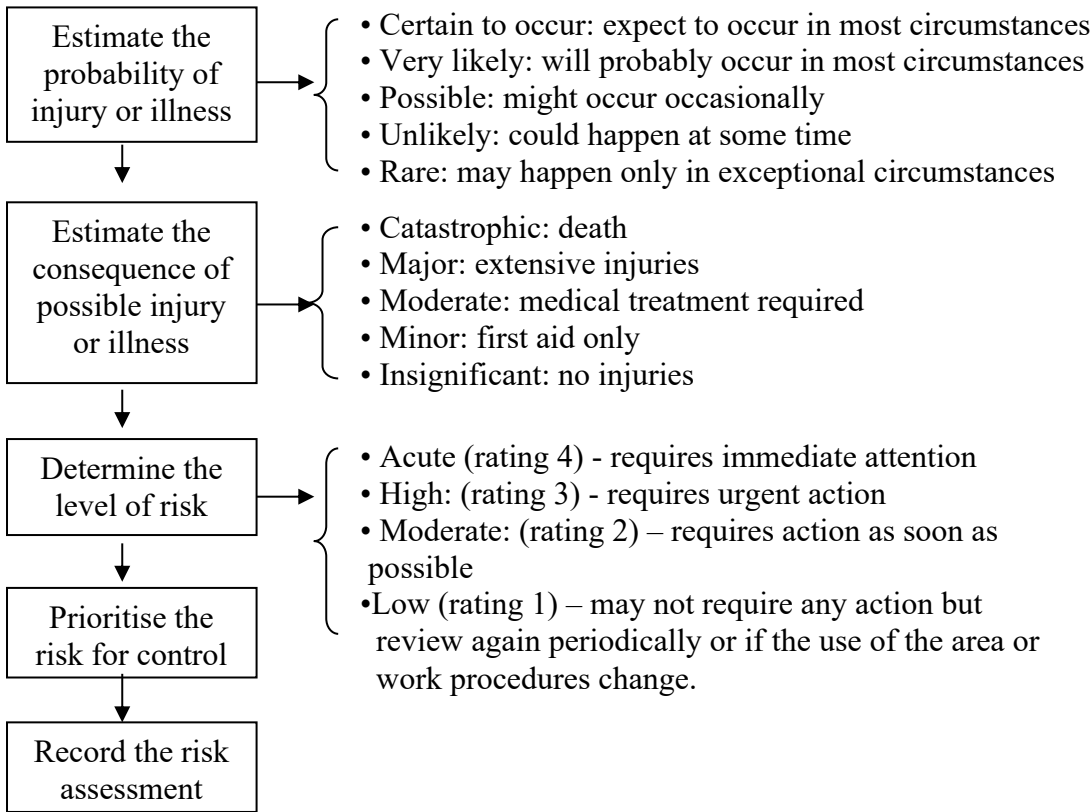 Estimate the
probability of
injury or illness
• Certain to occur: expect to occur in most circumstances
• Very likely: will probably occur in most circumstances
• Possible: might occur occasionally
• Unlikely: could happen at some time
• Rare: may happen only in exceptional circumstances
Estimate the
consequence of
possible injury
or illness
• Catastrophic: death
• Major: extensive injuries
• Moderate: medical treatment required
• Minor: first aid only
• Insignificant: no injuries
Determine the
level of risk
• Acute (rating 4) - requires immediate attention
• High: (rating 3) - requires urgent action
• Moderate: (rating 2) – requires action as soon as
possible
•Low (rating 1) – may not require any action but
review again periodically or if the use of the area or
work procedures change.
Prioritise the
risk for control
Record the risk
assessment